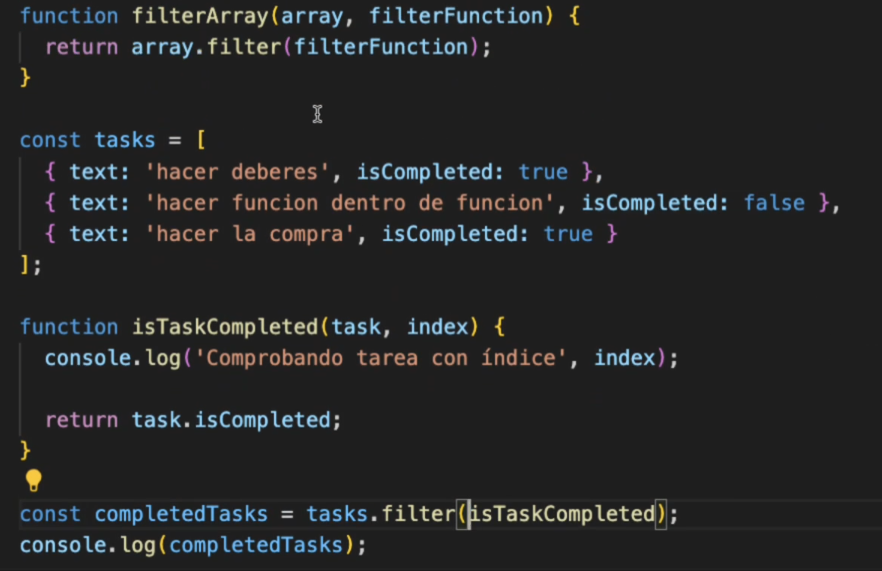 function filterArray(array, filterFunction) {
  return array.filter(filterFunction);
}
const tasks = [
  { text: 'hacer deberes', isCompleted: true },
  { text: 'hacer funcion dentro de funcion', isCompleted: false },
  { text: 'hacer la compra', isCompleted: true }
];
function isTaskCompleted(task, index) {
  console.log('Comprobando tarea con índice', index);
  return task.isCompleted;
}
const completedTasks = tasks.filter(isTaskCompleted);
console.log(completedTasks);